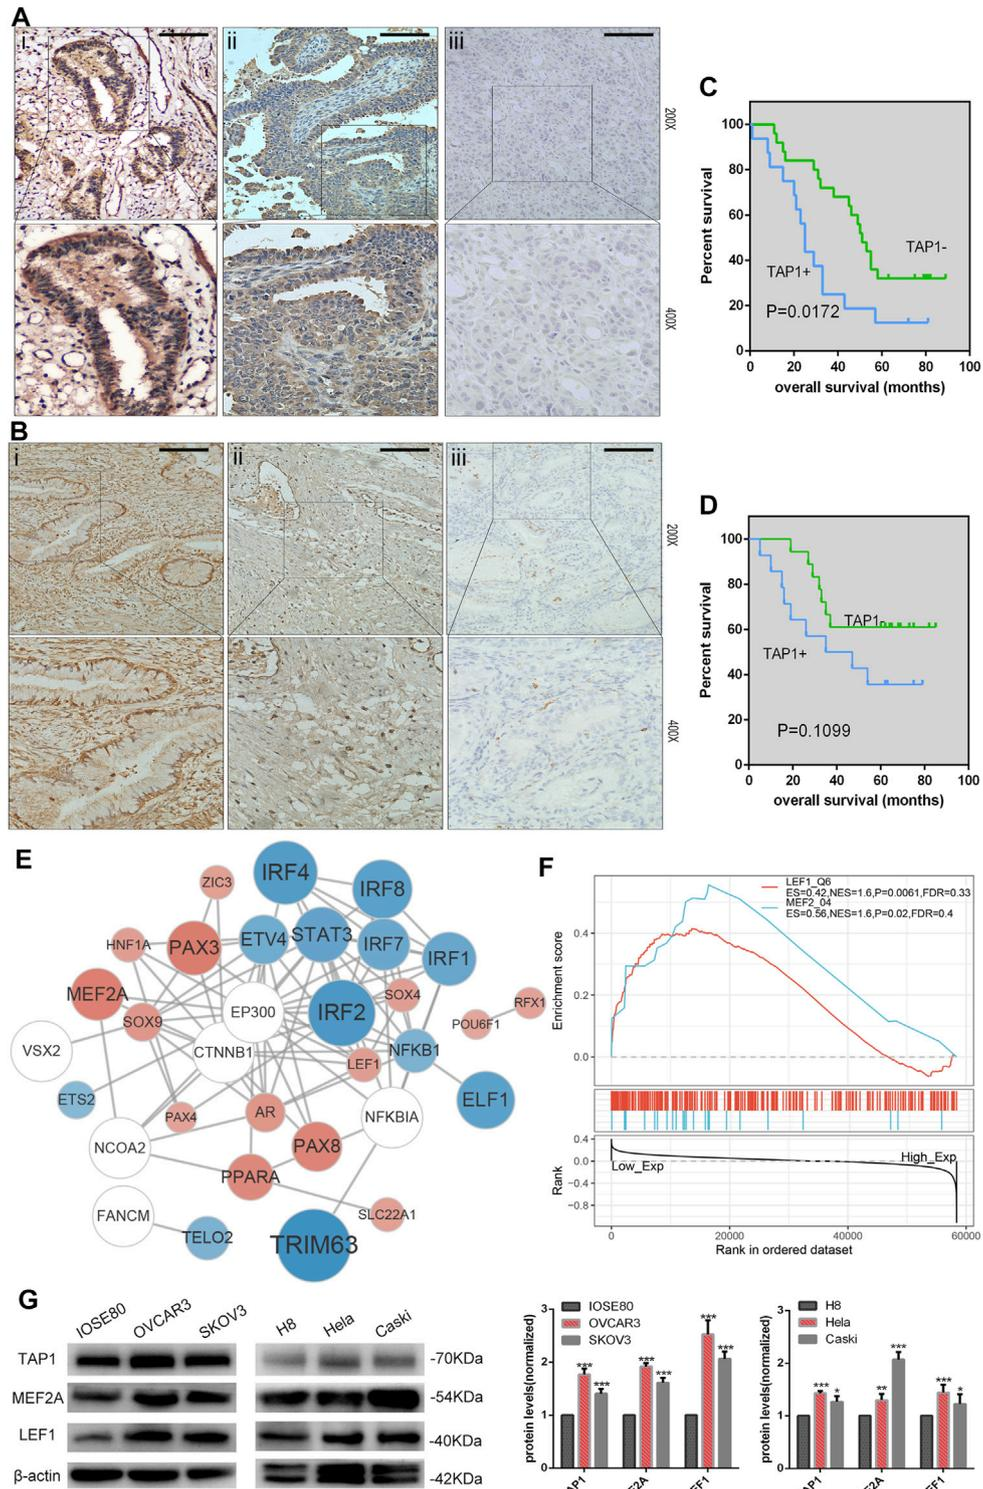 A
i
ii
iii
200X
400X
B
i
ii
iii
200X
400X
C
100
80
60
40
20
0
Percent survival
TAP1-
TAP1+
P=0.0172
0 20 40 60 80 100
overall survival (months)
D
100
80
60
40
20
0
Percent survival
TAP1-
TAP1+
P=0.1099
0 20 40 60 80 100
overall survival (months)
E
IRF4
ZIC3
IRF8
HNF1A
PAX3
ETV4
STAT3
IRF7
IRF1
MEF2A
SOX9
EP300
IRF2
SOX4
RFX1
POU6F1
VSX2
CTNNB1
LEF1
NFKB1
ETS2
PAX4
AR
NFKBIA
ELF1
NCOA2
PAX8
PPARA
FANCM
TELO2
SLC22A1
TRIM63
F
LEF1_Q6
ES=0.42,NES=1.6,P=0.0061,FDR=0.33
MEF2_04
ES=0.56,NES=1.6,P=0.02,FDR=0.4
Enrichment score
0.4
0.2
0.0
Rank
0.4
0.0
-0.4
-0.8
Low_Exp
High_Exp
0 20000 40000 60000
Rank in ordered dataset
G
IOSE80 OVCAR3 SKOV3
H8 Hela Caski
TAP1 -70KDa
MEF2A -54KDa
LEF1 -40KDa
β-actin -42KDa
protein levels(normalized)
3
2
1
0
IOSE80
OVCAR3
SKOV3
*** *** *** *** *** ***
protein levels(normalized)
3
2
1
0
H8
Hela
Caski
*** * ** *** *** *